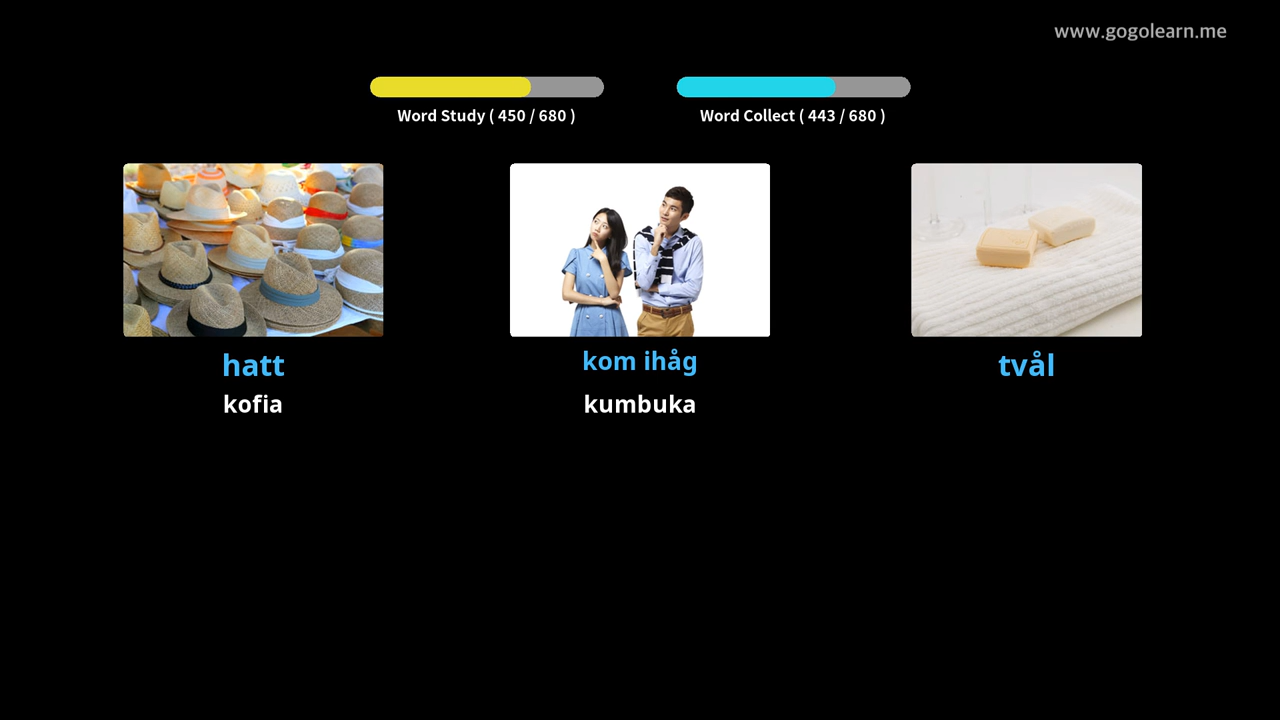 www.gogolearn.me
Word Study ( 450 / 680 )
Word Collect ( 443 / 680 )
hatt
kofia
kom ihåg
kumbuka
tvål